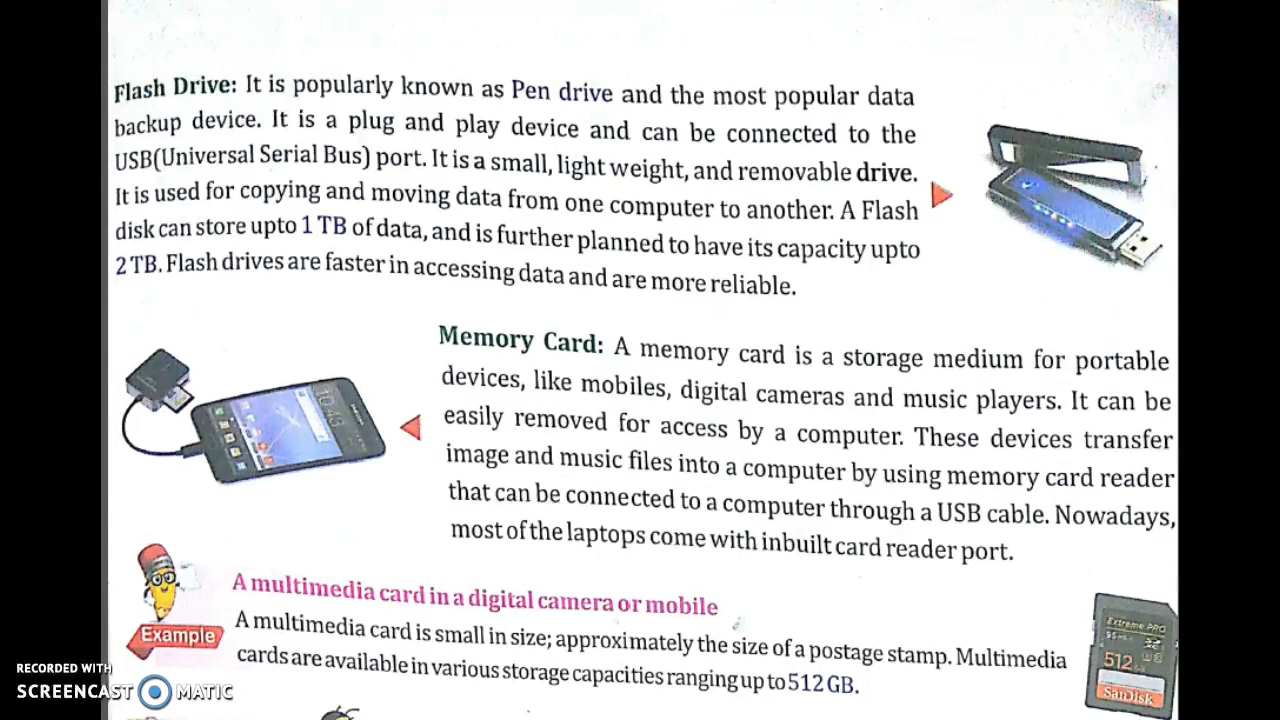 Flash Drive: It is popularly known as Pen drive and the most popular data
backup device. It is a plug and play device and can be connected to the
USB(Universal Serial Bus) port. It is a small, light weight, and removable drive.
It is used for copying and moving data from one computer to another. A Flash
disk can store upto 1 TB of data, and is further planned to have its capacity upto
2 TB. Flash drives are faster in accessing data and are more reliable.
Memory Card: A memory card is a storage medium for portable
devices, like mobiles, digital cameras and music players. It can be
easily removed for access by a computer. These devices transfer
image and music files into a computer by using memory card reader
that can be connected to a computer through a USB cable. Nowadays,
most of the laptops come with inbuilt card reader port.
Example
A multimedia card in a digital camera or mobile
A multimedia card is small in size; approximately the size of a postage stamp. Multimedia
cards are available in various storage capacities ranging up to 512 GB.
Extreme PRO
512
SanDisk
RECORDED WITH
SCREENCAST MATIC